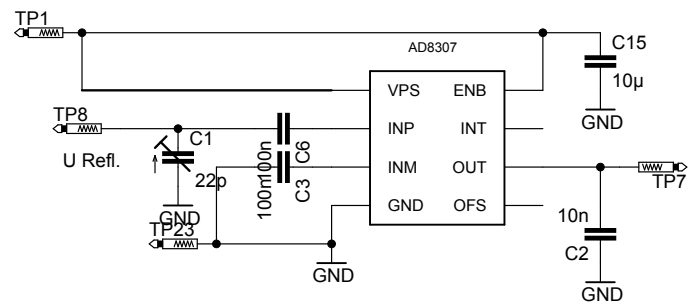 TP1
AD8307
C15
10µ
GND
VPS
ENB
TP8
C1
INP
INT
U Refl.
22p
100n
C6
100n
C3
INM
OUT
TP7
GND
TP23
GND
OFS
10n
C2
GND
GND